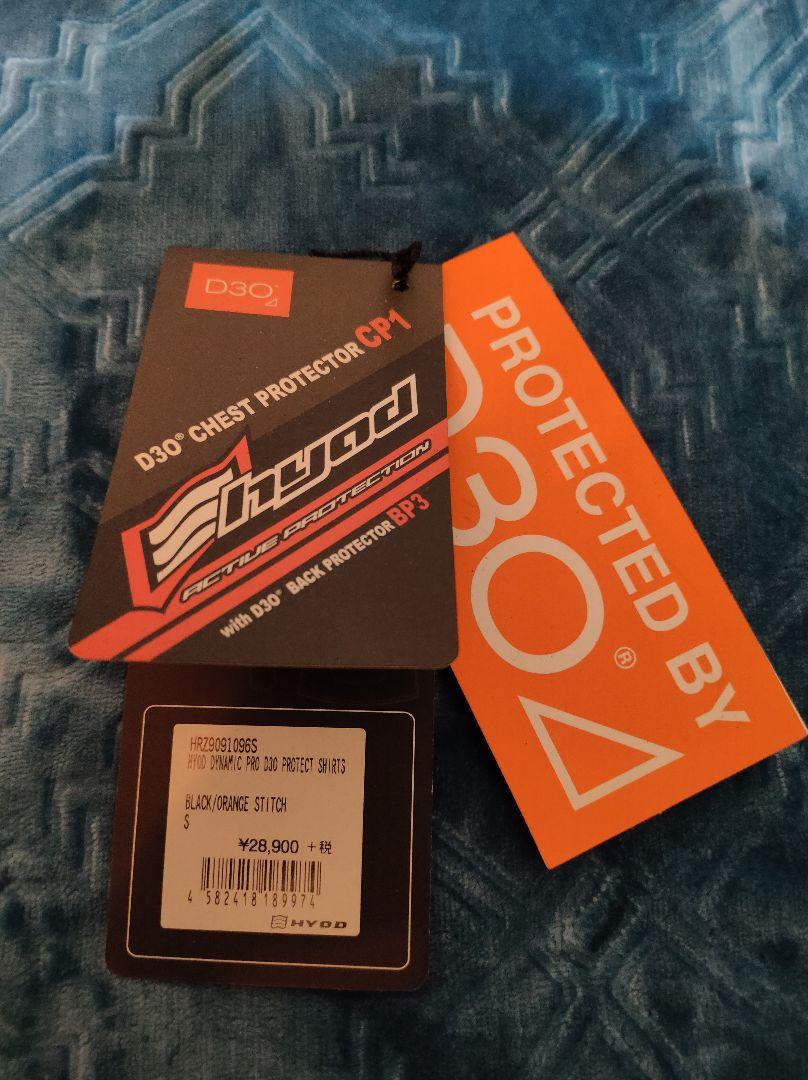 D3O
D3O® CHEST PROTECTOR CP1
hyod
ACTIVE PROTECTION
with D3O® BACK PROTECTOR BP3
PROTECTED BY
D3O®
HRZ9091096S
HYOD DYNAMIC PRO D3O PROTECT SHIRTS
BLACK/ORANGE STITCH
S
¥28,900 +税
4 582418 189974
HYOD